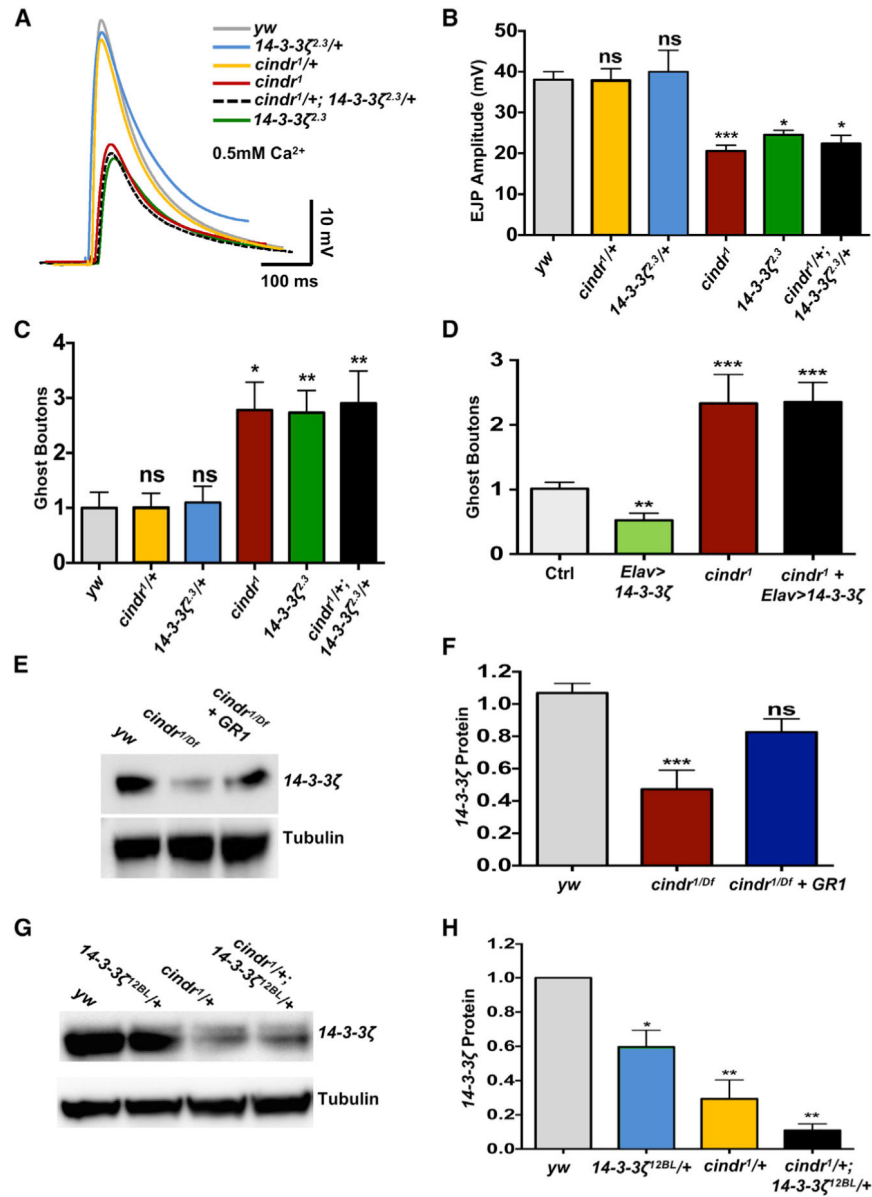 A
yw
14-3-3ζ²·³/+
cindr¹/+
cindr¹
cindr¹/+; 14-3-3ζ²·³/+
14-3-3ζ²·³
0.5mM Ca²⁺
10 mV
100 ms
B
EJP Amplitude (mV)
60
40
20
0
ns
ns
***
*
*
yw
cindr¹/+
14-3-3ζ²·³/+
cindr¹
14-3-3ζ²·³
cindr¹/+;
14-3-3ζ²·³/+
C
Ghost Boutons
4
3
2
1
0
ns
ns
*
**
**
yw
cindr¹/+
14-3-3ζ²·³/+
cindr¹
14-3-3ζ²·³
cindr¹/+;
14-3-3ζ²·³/+
D
Ghost Boutons
3
2
1
0
**
***
***
Ctrl
Elav>
14-3-3ζ
cindr¹
cindr¹ +
Elav>14-3-3ζ
E
yw
cindr¹/Df
cindr¹/Df
+ GR1
14-3-3ζ
Tubulin
F
14-3-3ζ Protein
1.2
1.0
0.8
0.6
0.4
0.2
0.0
***
ns
yw
cindr¹/Df
cindr¹/Df + GR1
G
yw
14-3-3ζ¹²ᴮᴸ/+
cindr¹/+
cindr¹/+;
14-3-3ζ¹²ᴮᴸ/+
14-3-3ζ
Tubulin
H
14-3-3ζ Protein
1.2
1.0
0.8
0.6
0.4
0.2
0.0
*
**
**
yw
14-3-3ζ¹²ᴮᴸ/+
cindr¹/+
cindr¹/+;
14-3-3ζ¹²ᴮᴸ/+